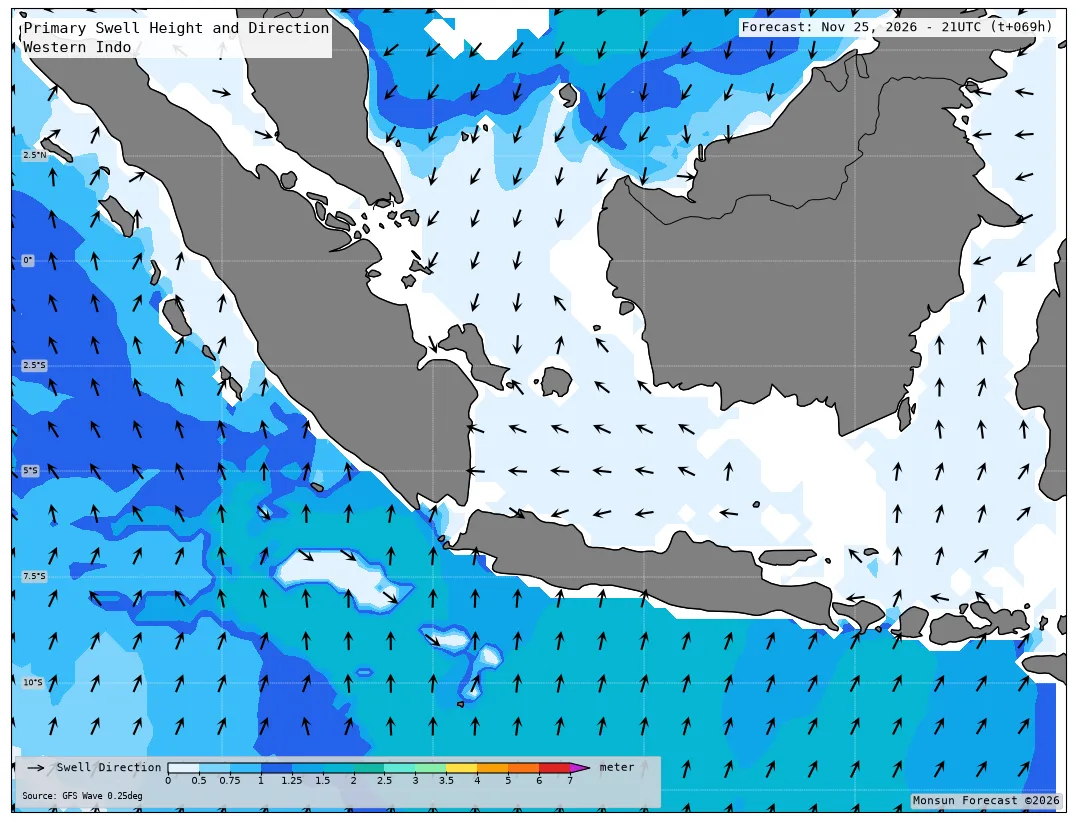 Primary Swell Height and Direction
Western Indo
Forecast: Nov 25, 2026 - 21UTC (t+069h)
2.5°N
0°
2.5°S
5°S
7.5°S
10°S
Swell Direction
meter
0 0.5 0.75 1 1.25 1.5 2 2.5 3 3.5 4 5 6 7
Source: GFS Wave 0.25deg
Monsun Forecast ©2026